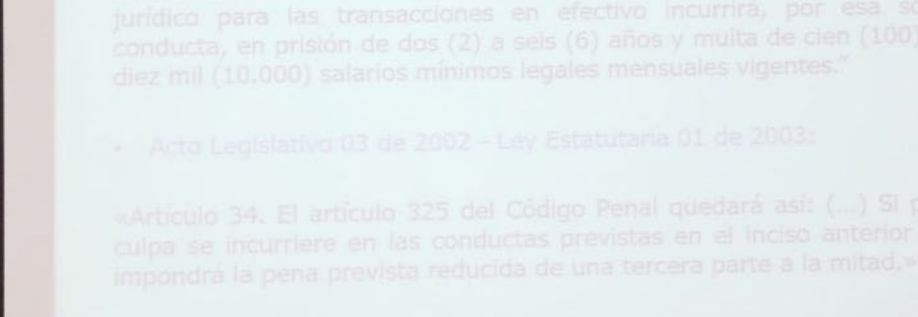 jurídico para las transacciones en efectivo incurrirá, por esa
conducta, en prisión de dos (2) a seis (6) años y multa de cien (100)
diez mil (10.000) salarios mínimos legales mensuales vigentes."
• Acto Legislativo 03 de 2002 – Ley Estatutaria 01 de 2003:
«Artículo 34. El artículo 325 del Código Penal quedará así: (...) Si
culpa se incurriere en las conductas previstas en el inciso anterior
impondrá la pena prevista reducida de una tercera parte a la mitad.»